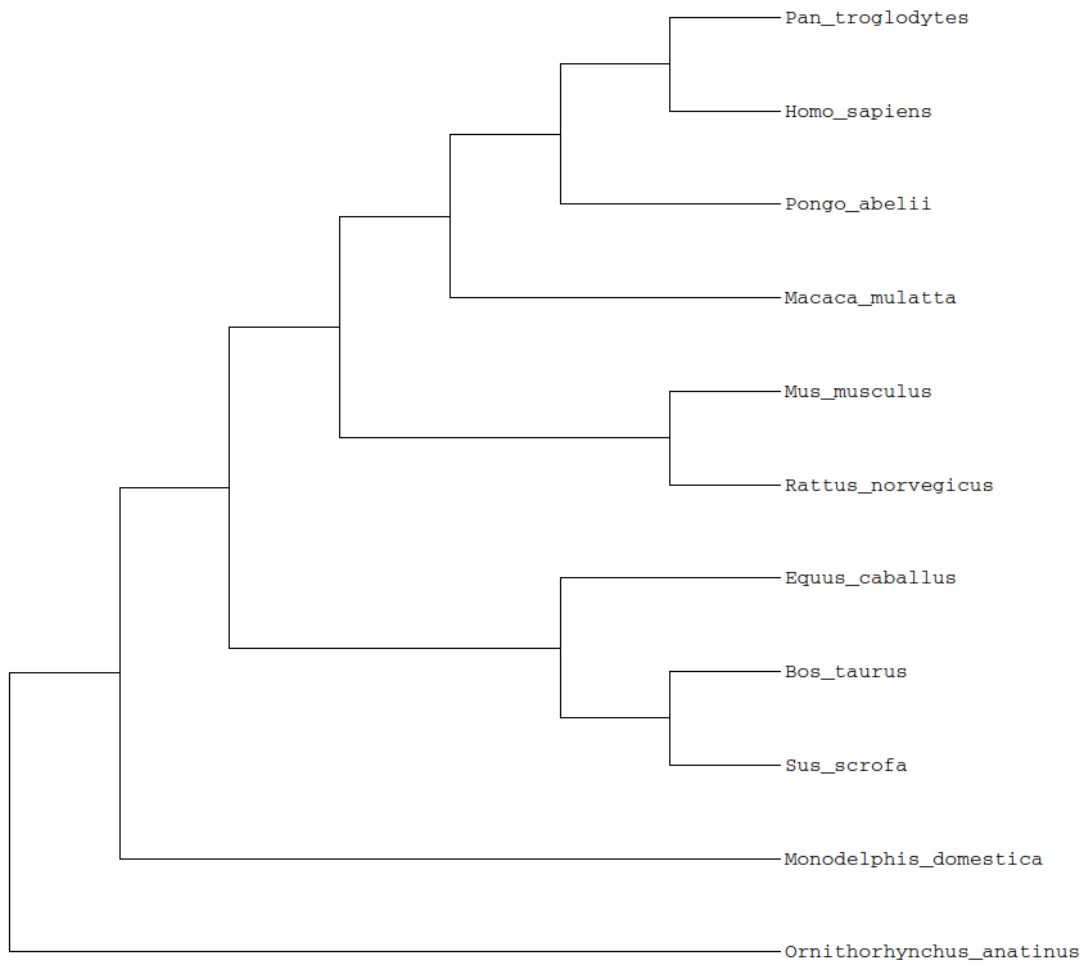 Pan_troglodytes
Homo_sapiens
Pongo_abelii
Macaca_mulatta
Mus_musculus
Rattus_norvegicus
Equus_caballus
Bos_taurus
Sus_scrofa
Monodelphis_domestica
Ornithorhynchus_anatinus